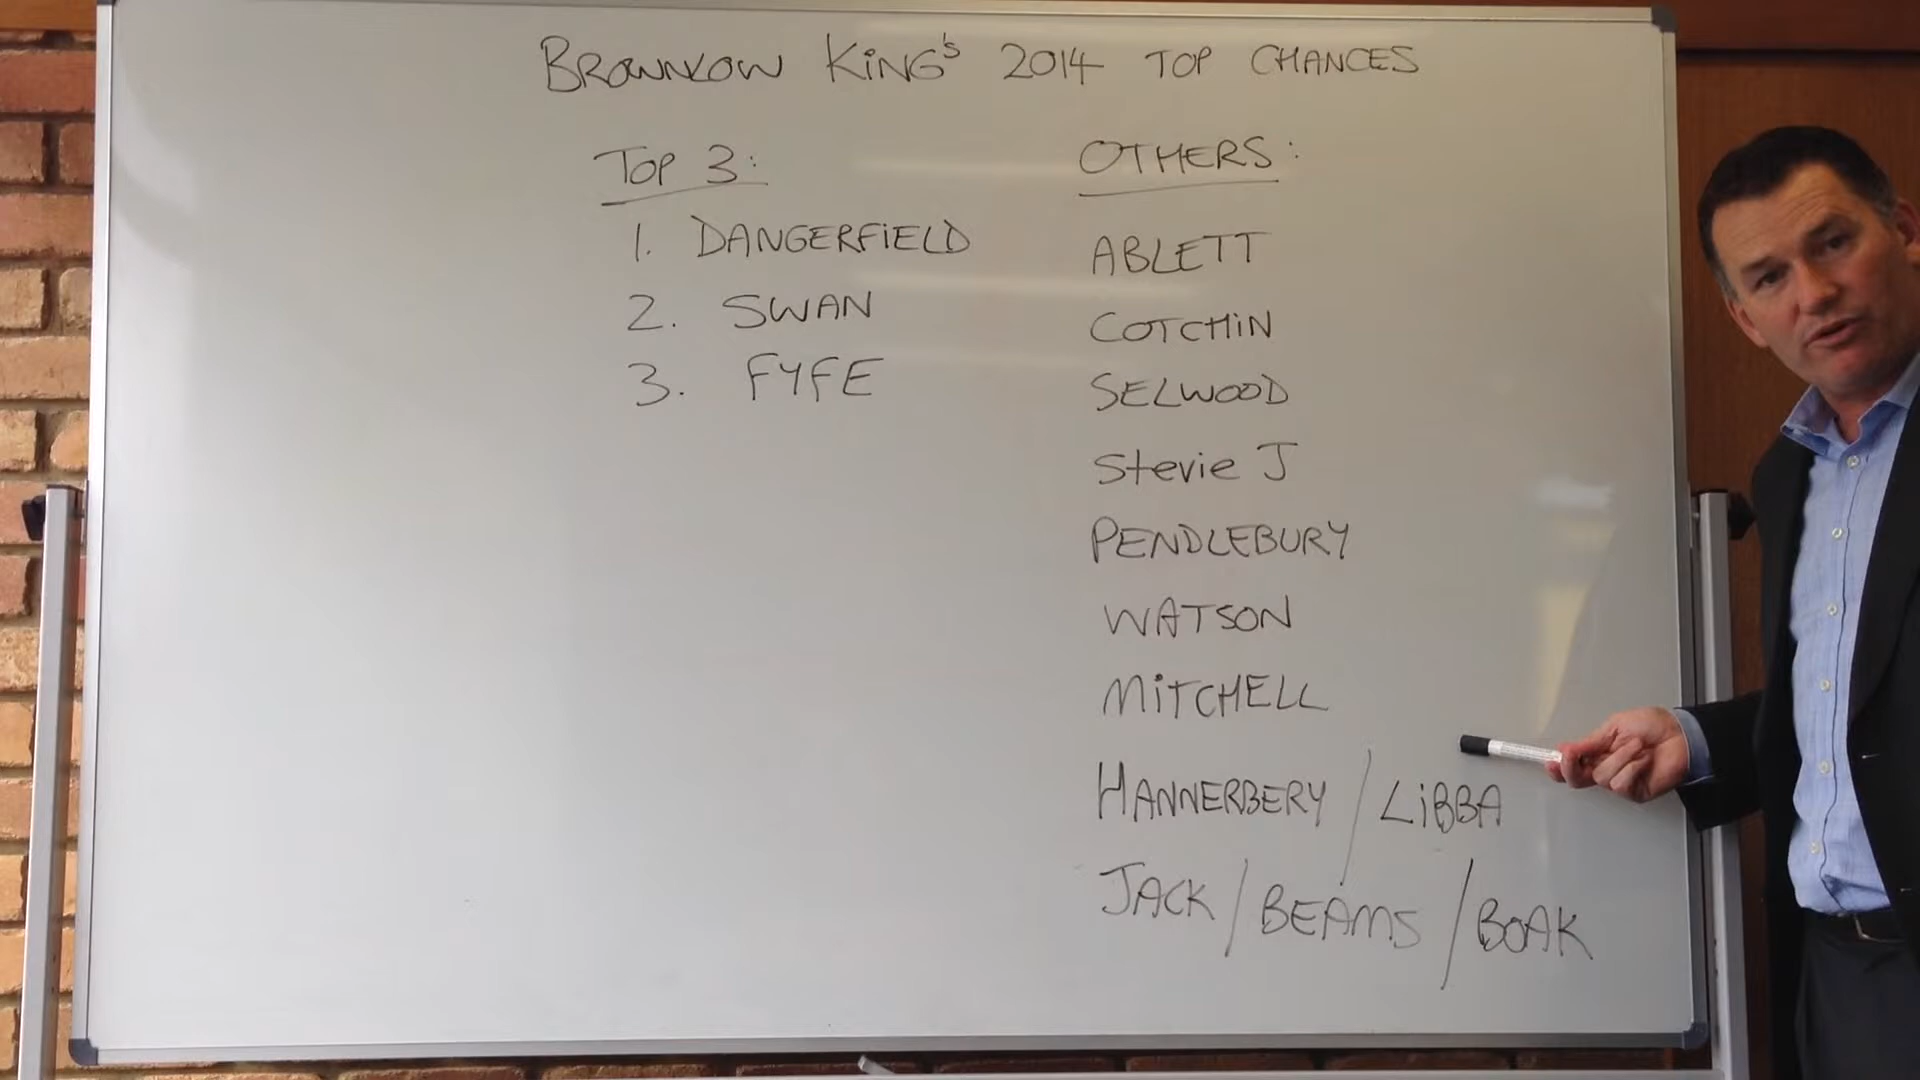 BROWNLOW KING'S 2014 TOP CHANCES
TOP 3:
1. DANGERFIELD
2. SWAN
3. FYFE
OTHERS:
ABLETT
COTCHIN
SELWOOD
Stevie J
PENDLEBURY
WATSON
MITCHELL
HANNERBERY / LIBBA
JACK / BEAMS / BOAK